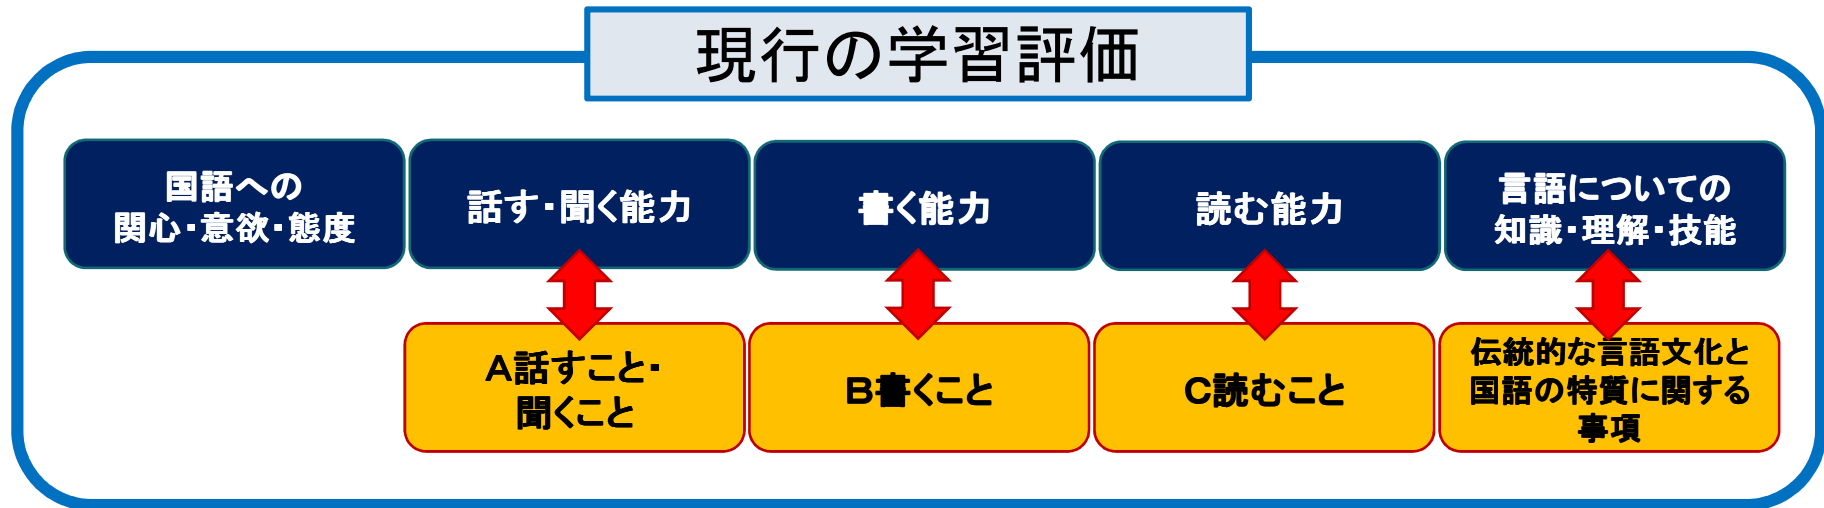 現行の学習評価
国語への
関心・意欲・態度
話す・聞く能力
書く能力
読む能力
言語についての
知識・理解・技能
A話すこと・
聞くこと
B書くこと
C読むこと
伝統的な言語文化と
国語の特質に関する
事項